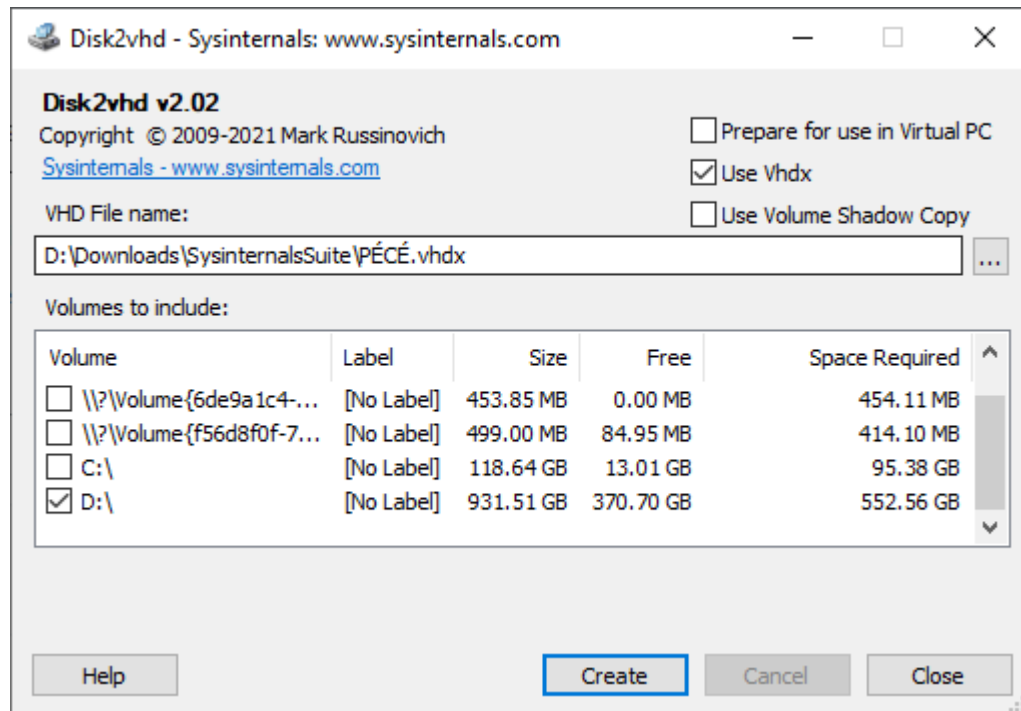 Disk2vhd - Sysinternals: www.sysinternals.com
Disk2vhd v2.02
Copyright © 2009-2021 Mark Russinovich
Sysinternals - www.sysinternals.com
Prepare for use in Virtual PC
Use Vhdx
Use Volume Shadow Copy
VHD File name:
D:\Downloads\SysinternalsSuite\PÉCÉ.vhdx
...
Volumes to include:
Volume Label Size Free Space Required
\\?\Volume{6de9a1c4-... [No Label] 453.85 MB 0.00 MB 454.11 MB
\\?\Volume{f56d8f0f-7... [No Label] 499.00 MB 84.95 MB 414.10 MB
C:\ [No Label] 118.64 GB 13.01 GB 95.38 GB
D:\ [No Label] 931.51 GB 370.70 GB 552.56 GB
Help Create Cancel Close